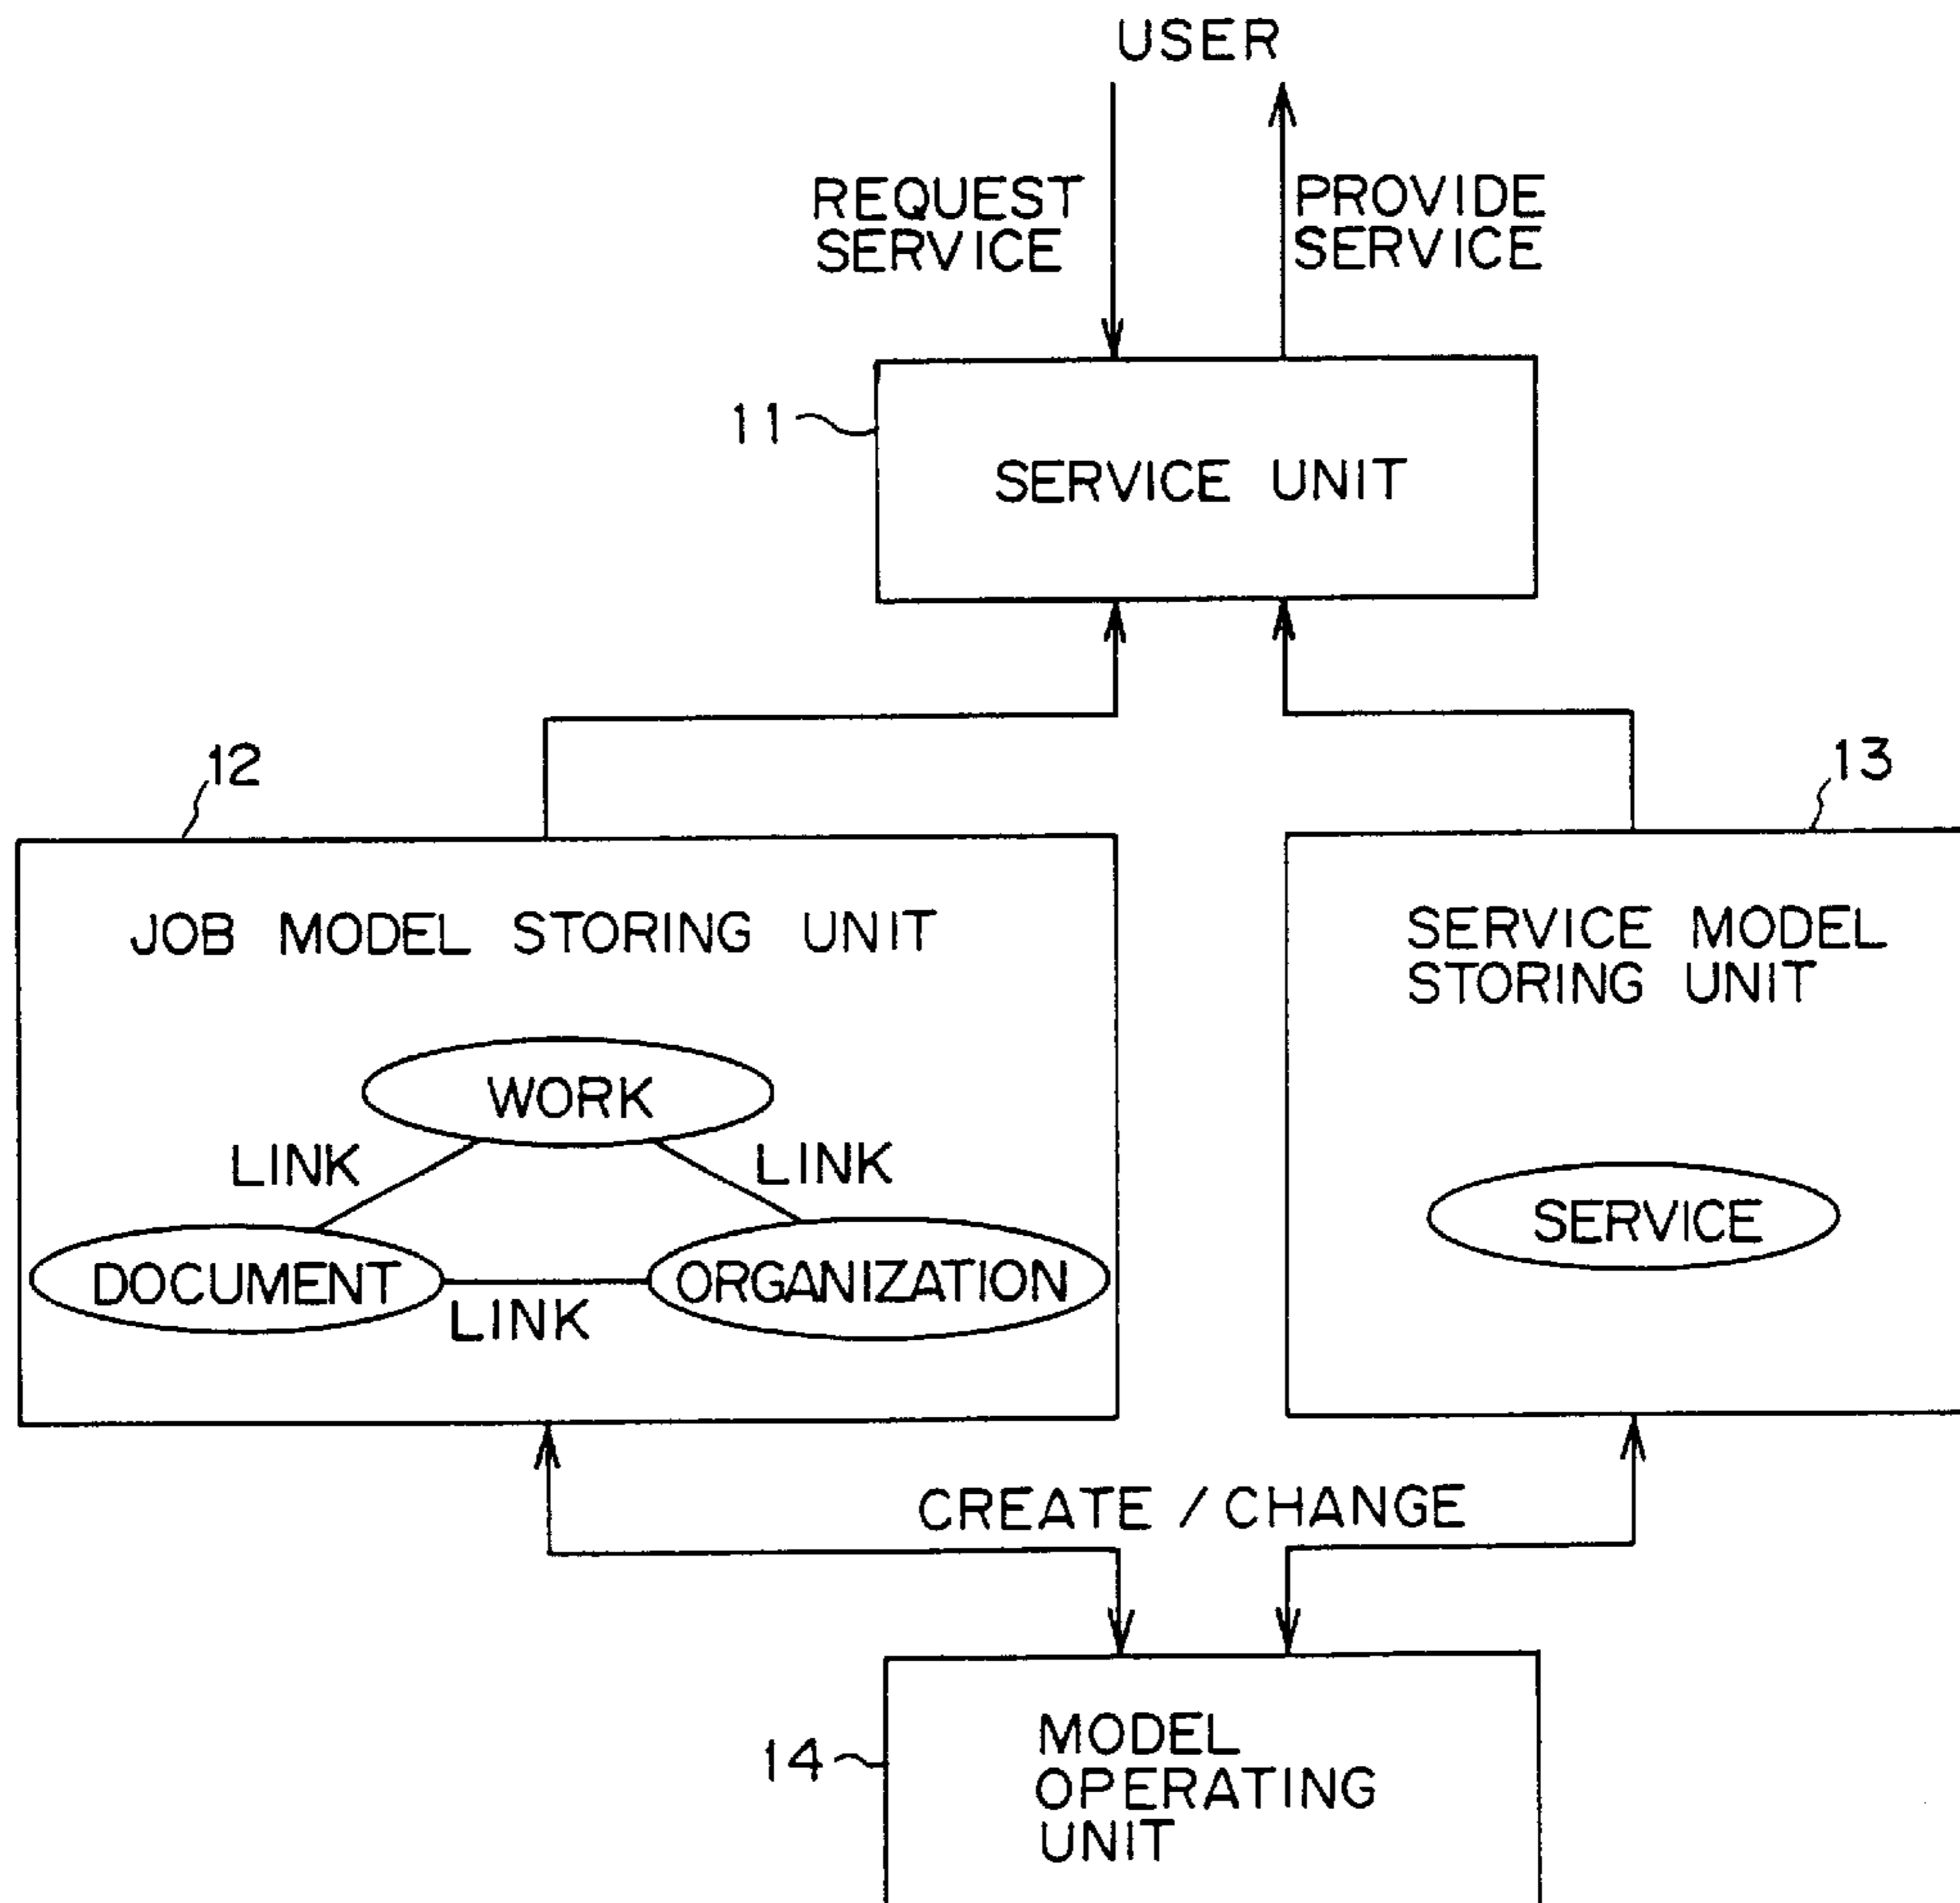 USER
REQUEST
SERVICE
PROVIDE
SERVICE
11
SERVICE UNIT
12
13
JOB MODEL STORING UNIT
SERVICE MODEL
STORING UNIT
WORK
LINK
LINK
DOCUMENT
LINK
ORGANIZATION
SERVICE
CREATE / CHANGE
14
MODEL
OPERATING
UNIT